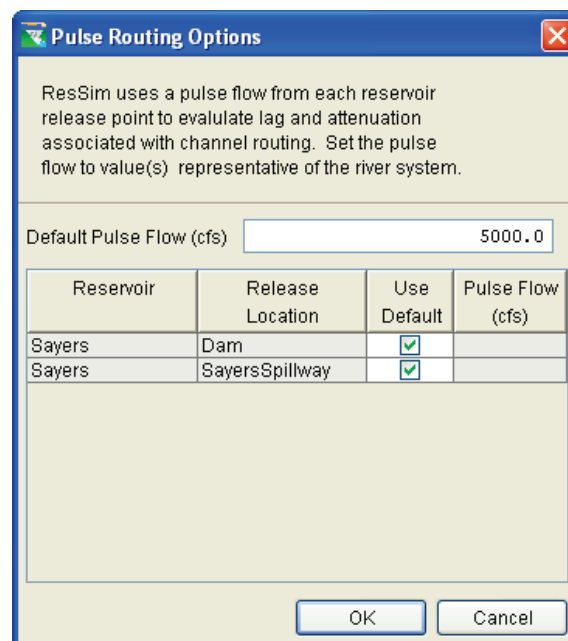 Pulse Routing Options
ResSim uses a pulse flow from each reservoir
release point to evalulate lag and attenuation
associated with channel routing. Set the pulse
flow to value(s) representative of the river system.
Default Pulse Flow (cfs) 5000.0
Reservoir Release Location Use Default Pulse Flow (cfs)
Sayers Dam
Sayers SayersSpillway
OK Cancel